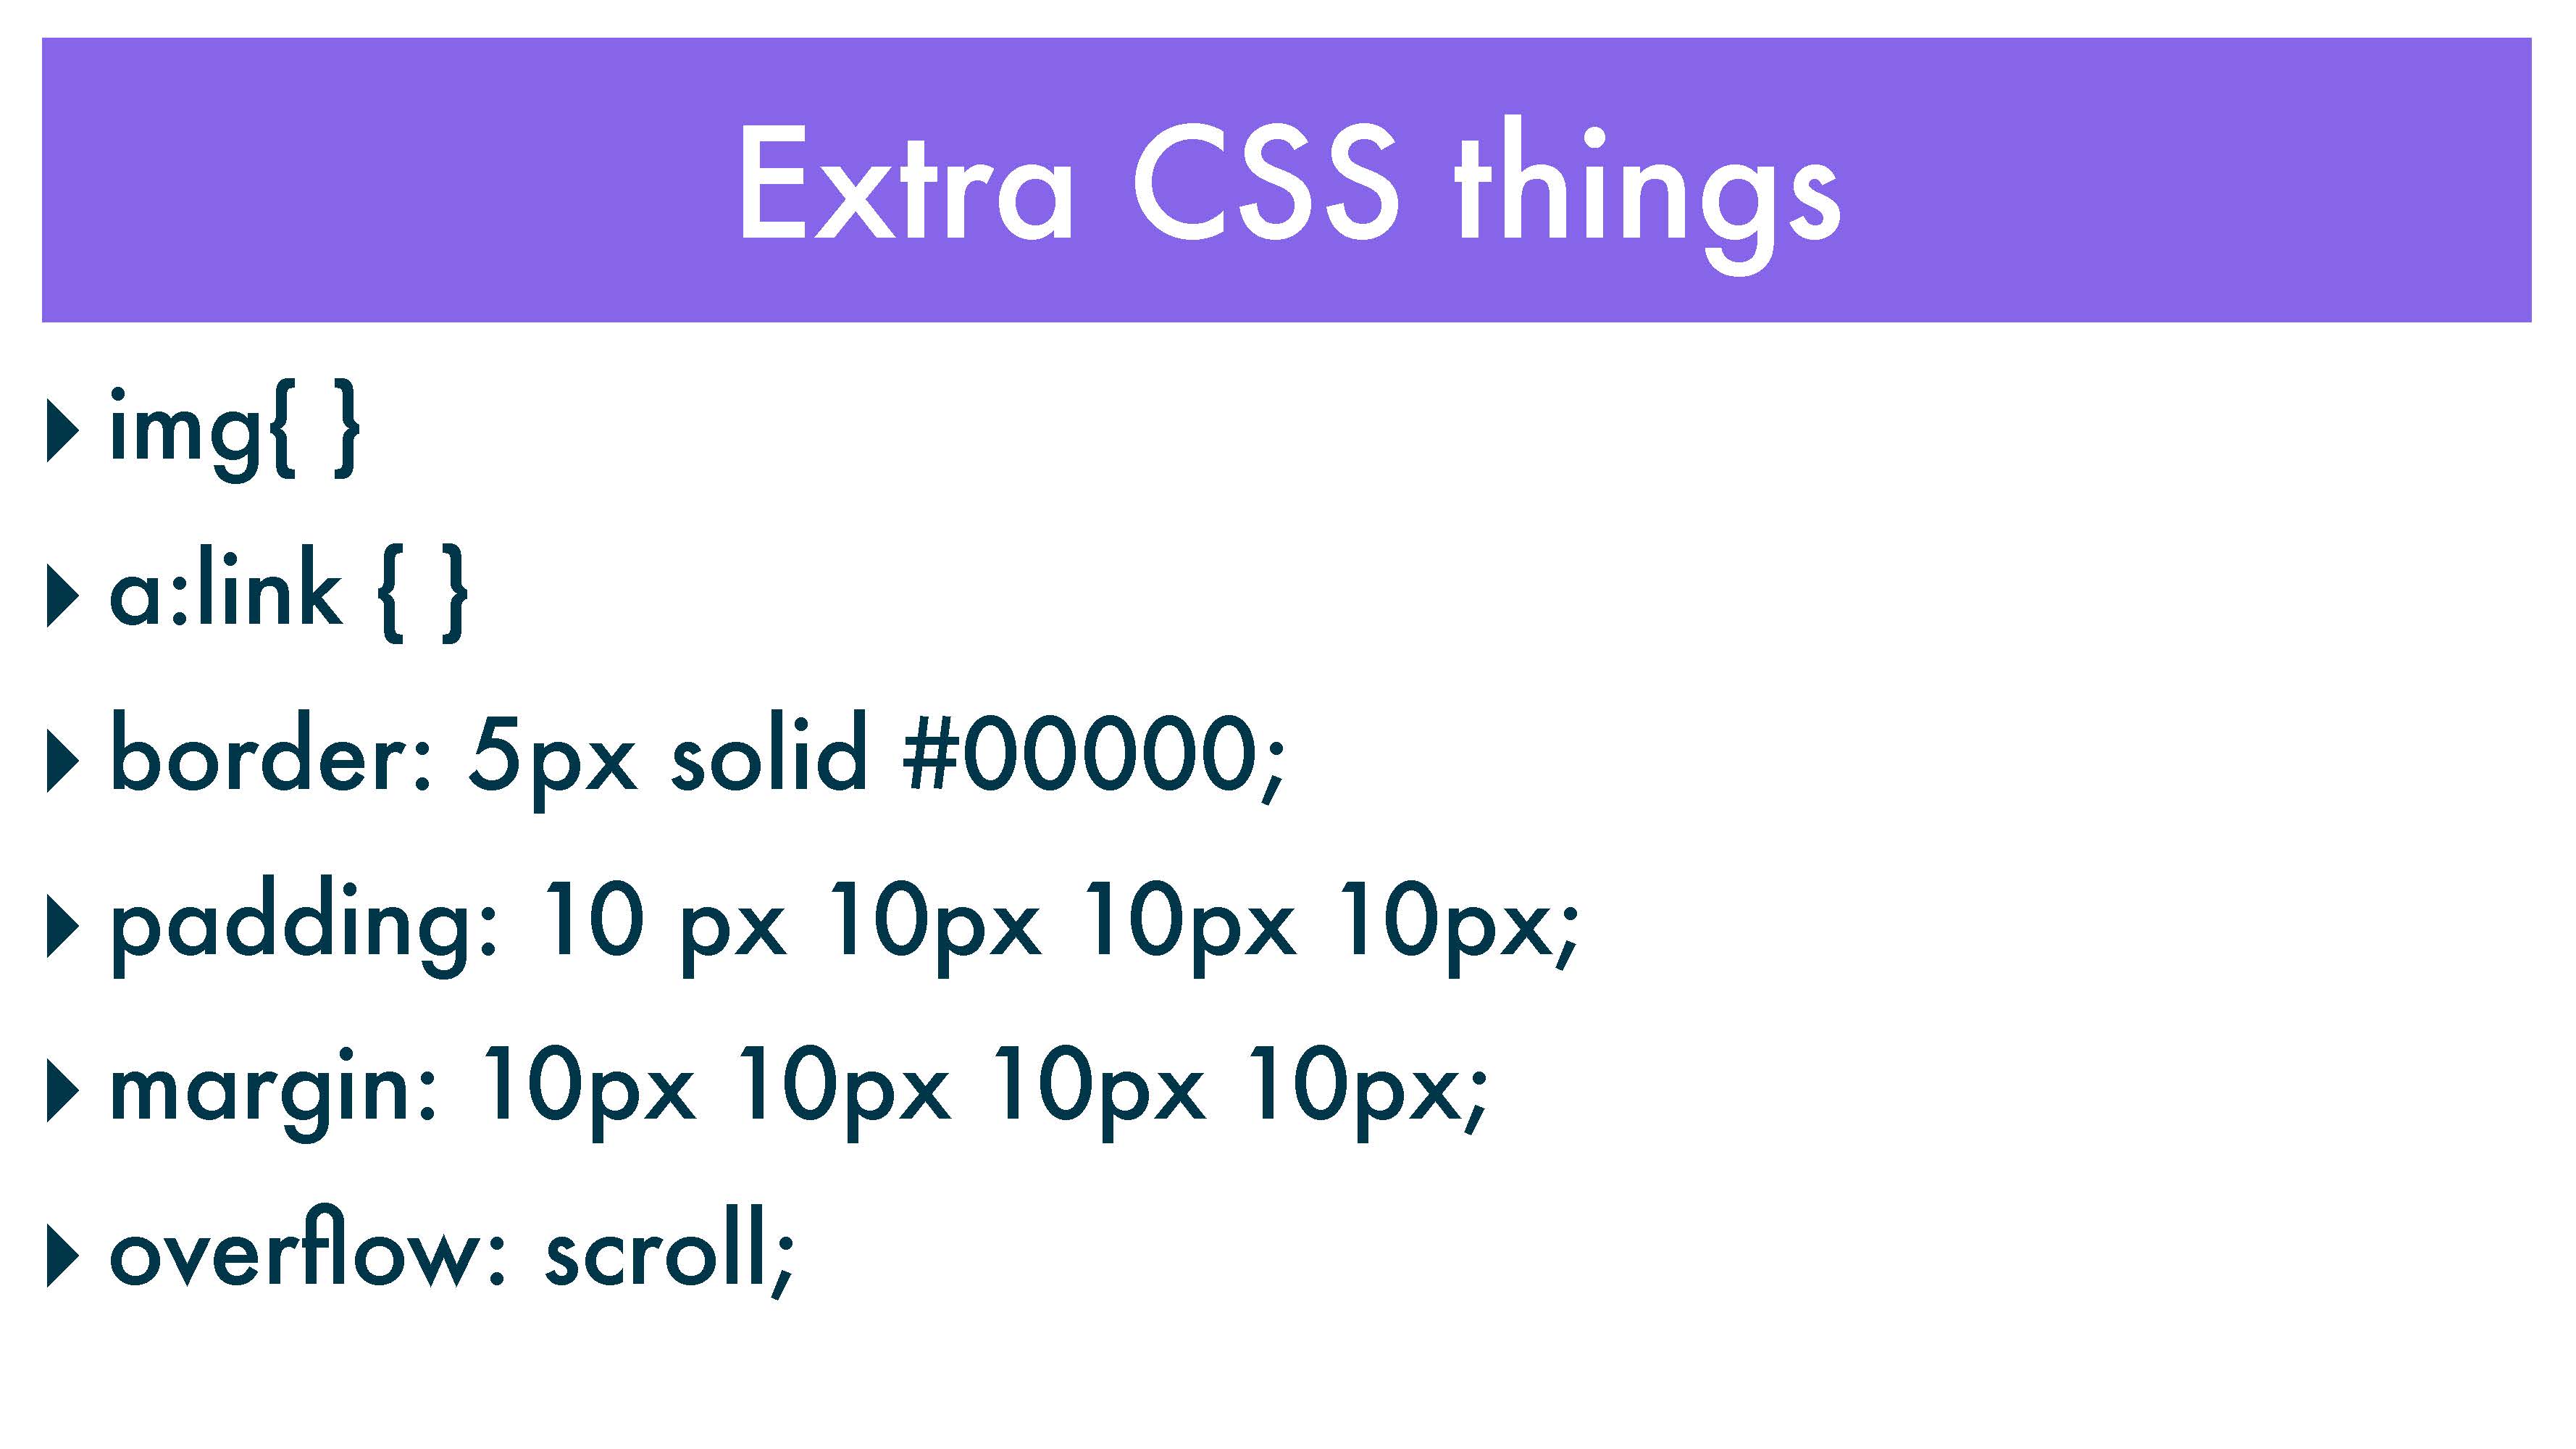 Extra CSS things
‣ img{ }
‣ a:link { }
‣ border: 5px solid #00000;
‣ padding: 10 px 10px 10px 10px;
‣ margin: 10px 10px 10px 10px;
‣ overflow: scroll;